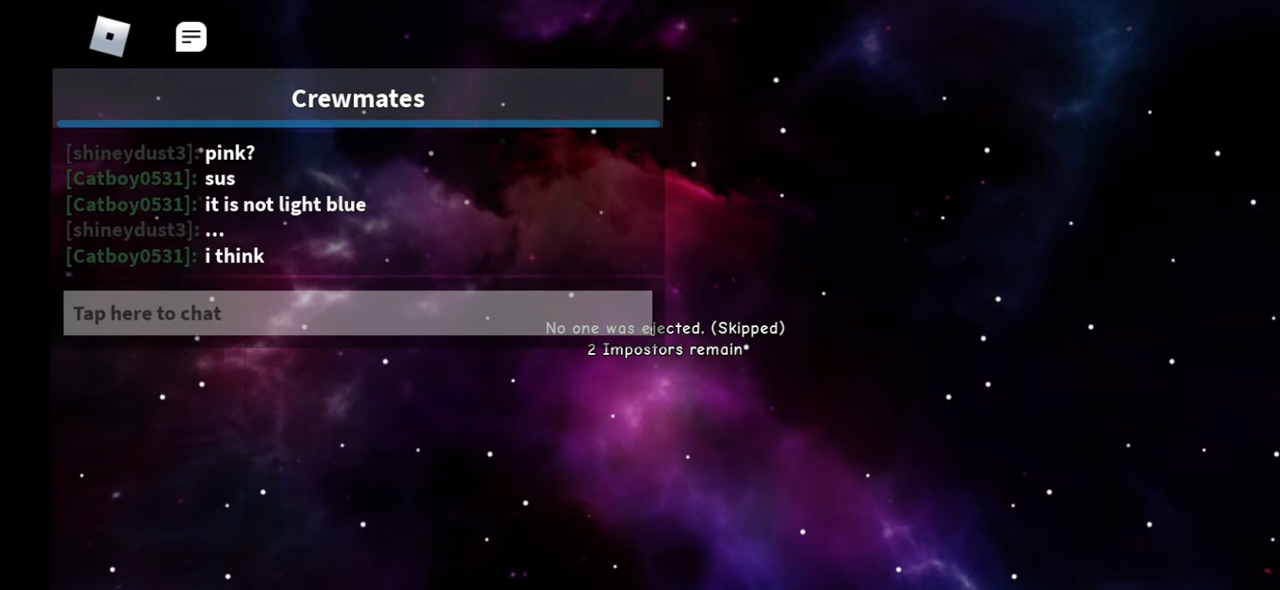 Crewmates
[shineydust3]: pink?
[Catboy0531]: sus
[Catboy0531]: it is not light blue
[shineydust3]: ...
[Catboy0531]: i think
Tap here to chat
No one was ejected. (Skipped)
2 Impostors remain